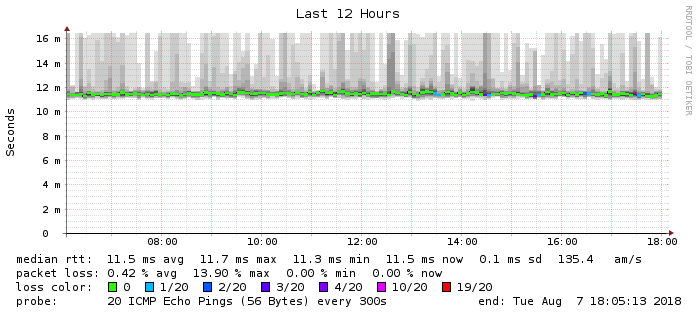 Last 12 Hours
RRDTOOL / TOBI OETIKER
Seconds
16 m
14 m
12 m
10 m
8 m
6 m
4 m
2 m
0
08:00 10:00 12:00 14:00 16:00 18:00
median rtt: 11.5 ms avg 11.7 ms max 11.3 ms min 11.5 ms now 0.1 ms sd 135.4 am/s
packet loss: 0.42 % avg 13.90 % max 0.00 % min 0.00 % now
loss color: 0 1/20 2/20 3/20 4/20 10/20 19/20
probe: 20 ICMP Echo Pings (56 Bytes) every 300s end: Tue Aug 7 18:05:13 2018